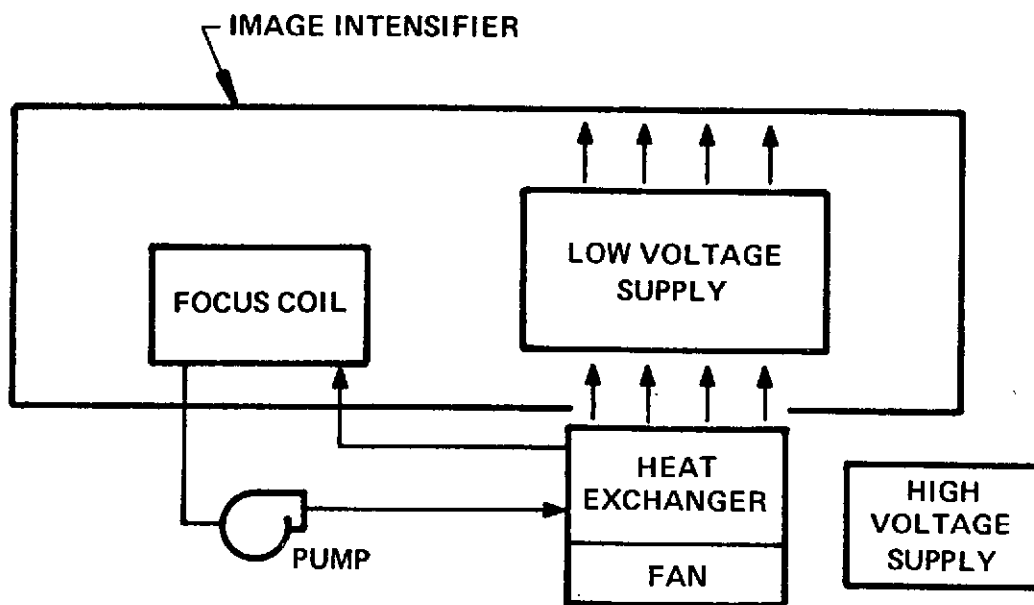 IMAGE INTENSIFIER
LOW VOLTAGE
SUPPLY
FOCUS COIL
HEAT
EXCHANGER
FAN
PUMP
HIGH
VOLTAGE
SUPPLY